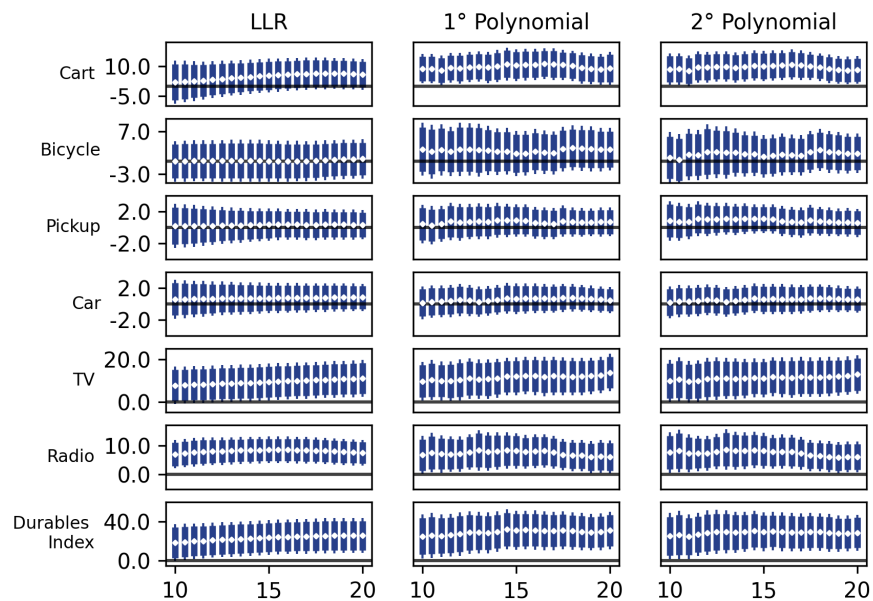 LLR 1° Polynomial 2° Polynomial
Cart 10.0
-5.0
Bicycle 7.0
-3.0
Pickup 2.0
-2.0
Car 2.0
-2.0
TV 20.0
0.0
Radio 10.0
0.0
Durables Index 40.0
0.0
10 15 20 10 15 20 10 15 20